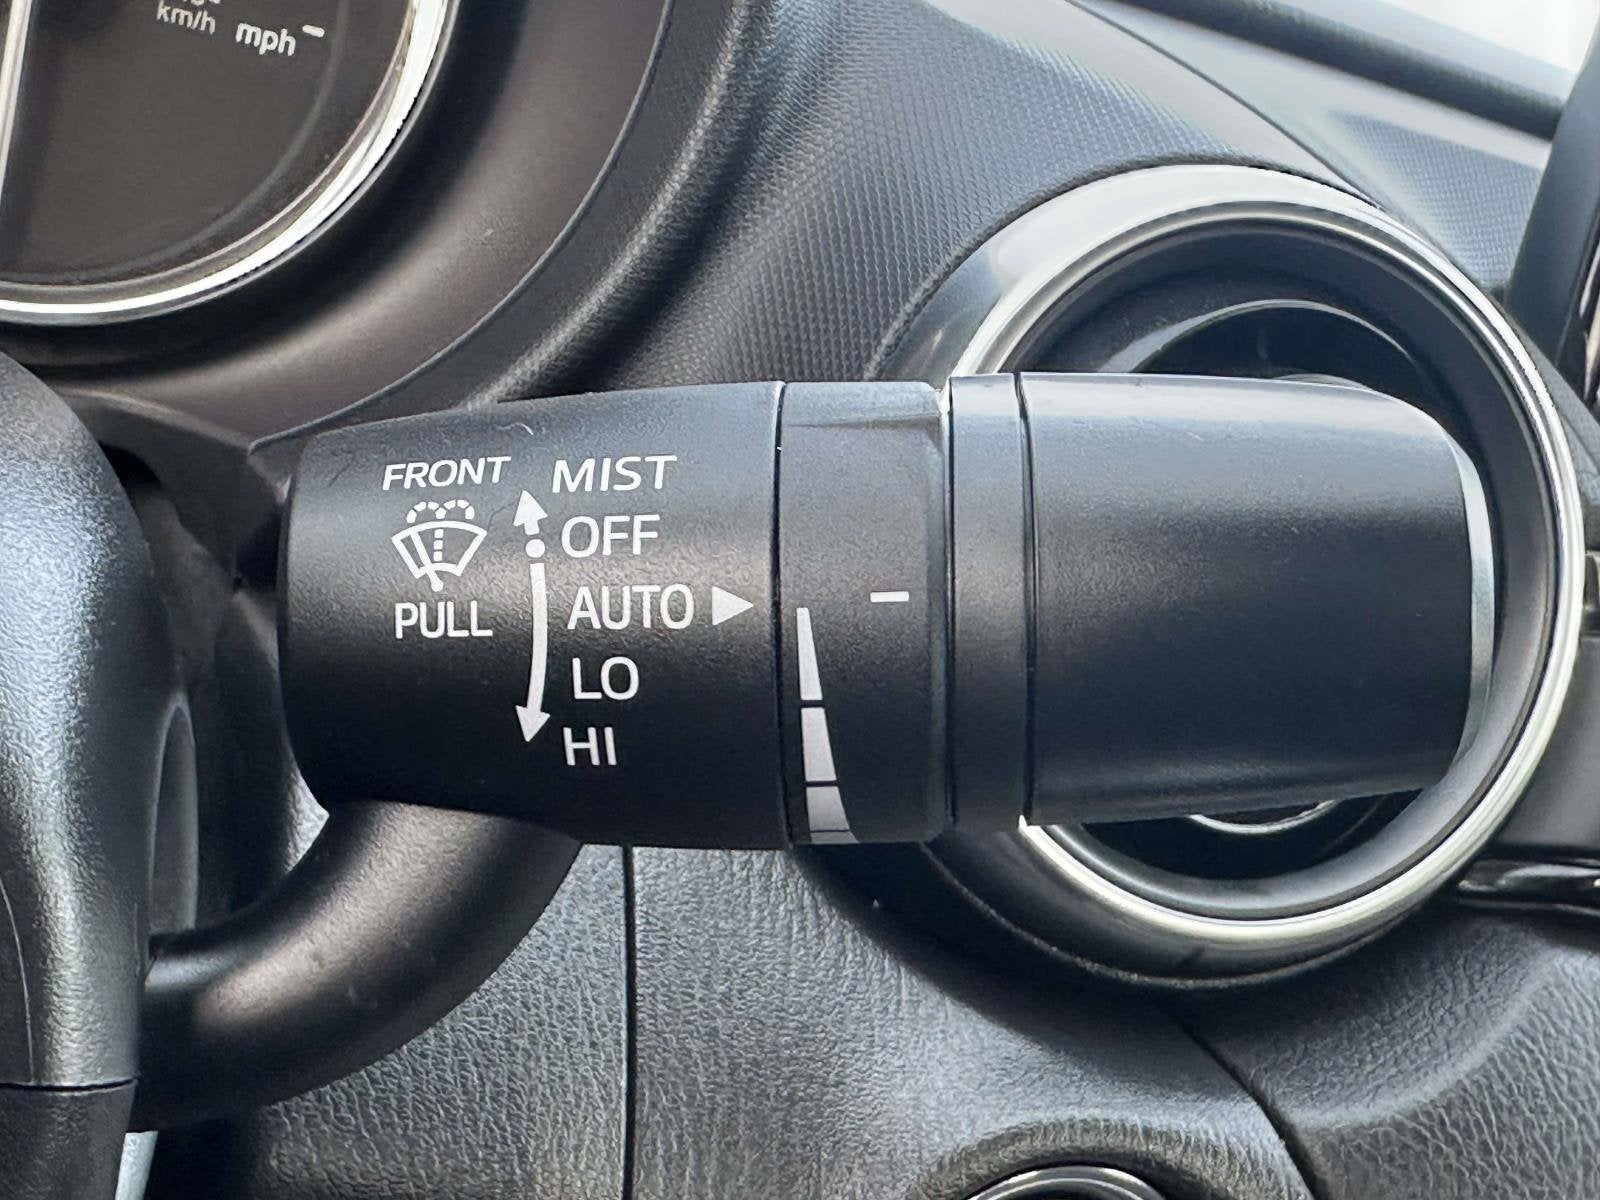 km/h mph
FRONT MIST
OFF
PULL AUTO
LO
HI